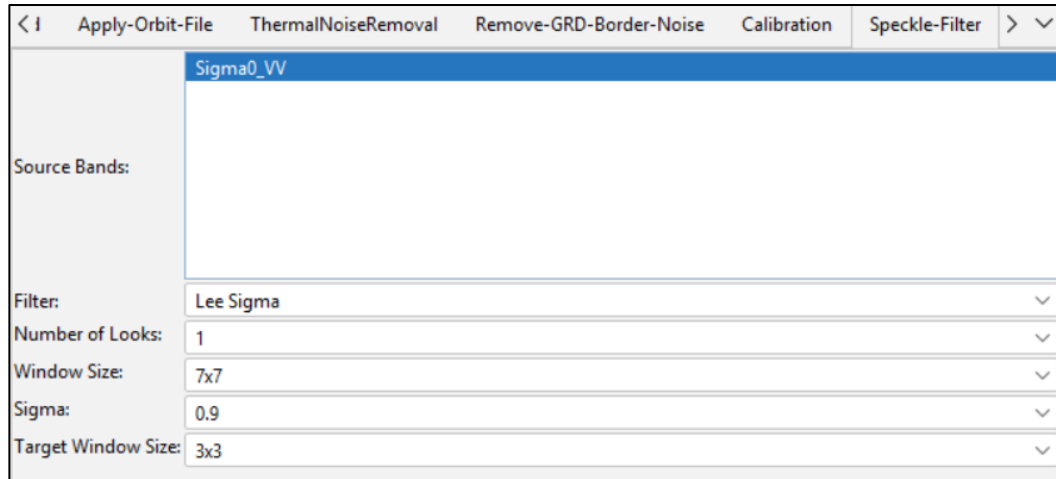 Apply-Orbit-File ThermalNoiseRemoval Remove-GRD-Border-Noise Calibration Speckle-Filter
Sigma0_VV
Source Bands:
Filter: Lee Sigma
Number of Looks: 1
Window Size: 7x7
Sigma: 0.9
Target Window Size: 3x3